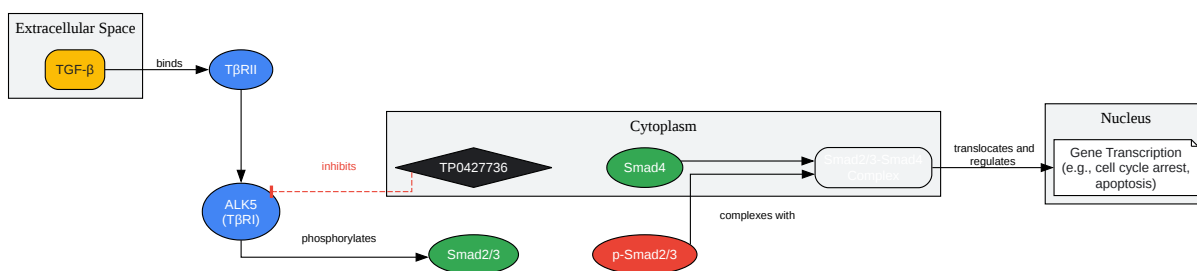 Extracellular Space
TGF-β
binds
TβRII
inhibits
ALK5
(TβRI)
phosphorylates
Smad2/3
Cytoplasm
TP0427736
Smad4
Smad2/3-Smad4
Complex
p-Smad2/3
complexes with
translocates and
regulates
Nucleus
Gene Transcription
(e.g., cell cycle arrest,
apoptosis)